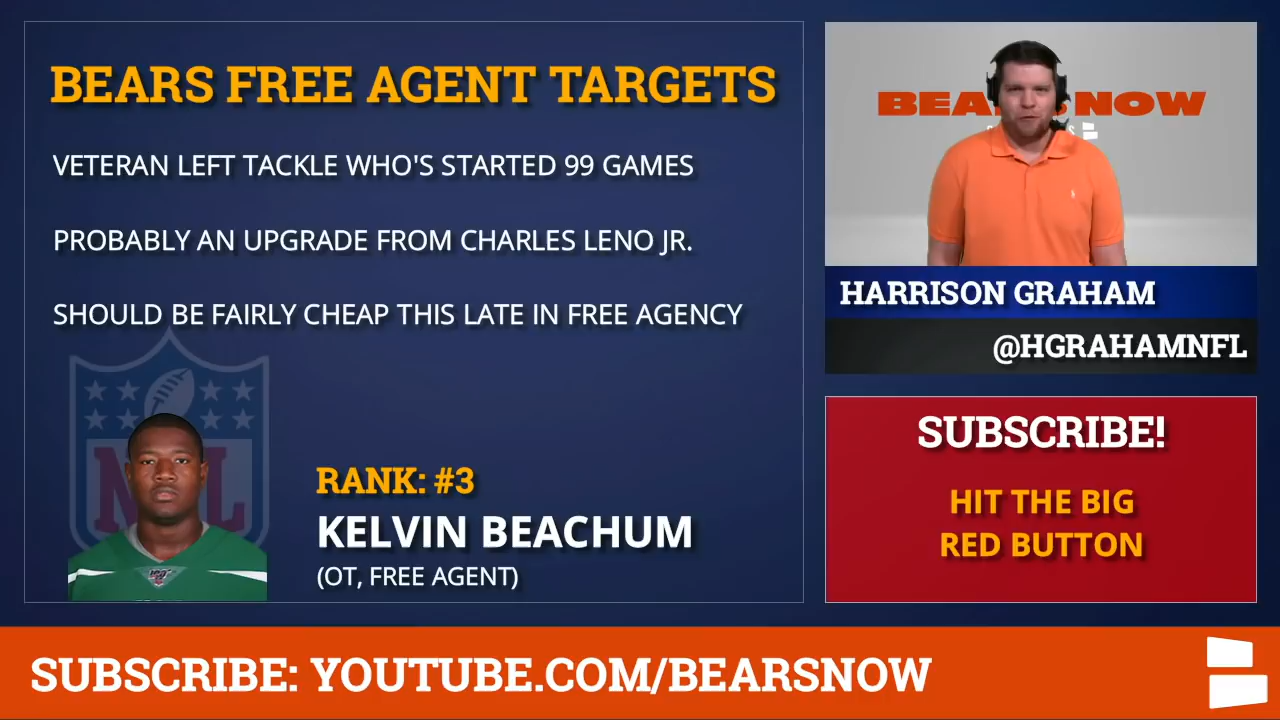 BEARS FREE AGENT TARGETS
VETERAN LEFT TACKLE WHO'S STARTED 99 GAMES
PROBABLY AN UPGRADE FROM CHARLES LENO JR.
SHOULD BE FAIRLY CHEAP THIS LATE IN FREE AGENCY
NFL
RANK: #3
KELVIN BEACHUM
(OT, FREE AGENT)
NOW
HARRISON GRAHAM
@HGRAHAMNFL
SUBSCRIBE!
HIT THE BIG
RED BUTTON
SUBSCRIBE: YOUTUBE.COM/BEARSNOW